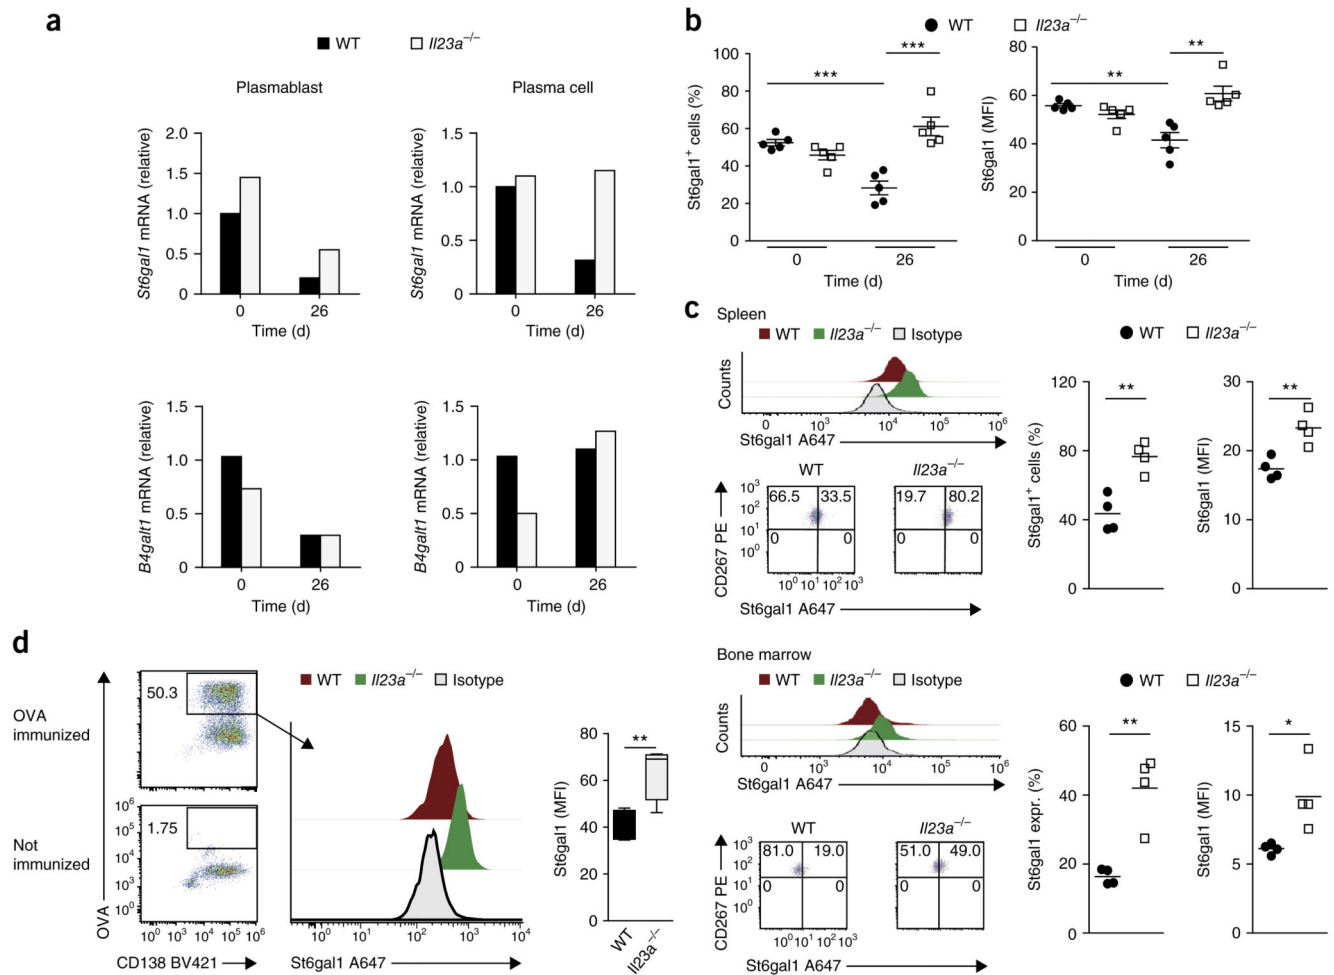 a
WT Il23a–/–
Plasmablast
Plasma cell
St6gal1 mRNA (relative)
2.0
1.5
1.0
0.5
0
0 26
Time (d)
St6gal1 mRNA (relative)
1.5
1.0
0.5
0
0 26
Time (d)
B4galt1 mRNA (relative)
1.5
1.0
0.5
0
0 26
Time (d)
B4galt1 mRNA (relative)
1.5
1.0
0.5
0
0 26
Time (d)
b
WT Il23a–/–
St6gal1+ cells (%)
100
80
60
40
20
0
***
***
0 26
Time (d)
St6gal1 (MFI)
80
60
40
20
0
**
**
0 26
Time (d)
c
Spleen
WT Il23a–/– Isotype
Counts
0 103 104 105 106
St6gal1 A647
WT Il23a–/–
CD267 PE
103
102
101
100
66.5 33.5
0 0
19.7 80.2
0 0
100 101 102 103
St6gal1 A647
WT Il23a–/–
St6gal1+ cells (%)
120
80
40
0
**
St6gal1 (MFI)
30
20
10
0
**
Bone marrow
WT Il23a–/– Isotype
Counts
0 103 104 105 106
St6gal1 A647
WT Il23a–/–
CD267 PE
103
102
101
100
81.0 19.0
0 0
51.0 49.0
0 0
100 101 102 103
St6gal1 A647
WT Il23a–/–
St6gal1 expr. (%)
60
40
20
0
**
St6gal1 (MFI)
15
10
5
0
*
d
OVA
immunized
50.3
Not
immunized
1.75
OVA
106
105
104
103
100
100 102 103 104 105 106
CD138 BV421
WT Il23a–/– Isotype
100 101 102 103 104
St6gal1 A647
St6gal1 (MFI)
80
60
40
20
0
**
WT
Il23a–/–